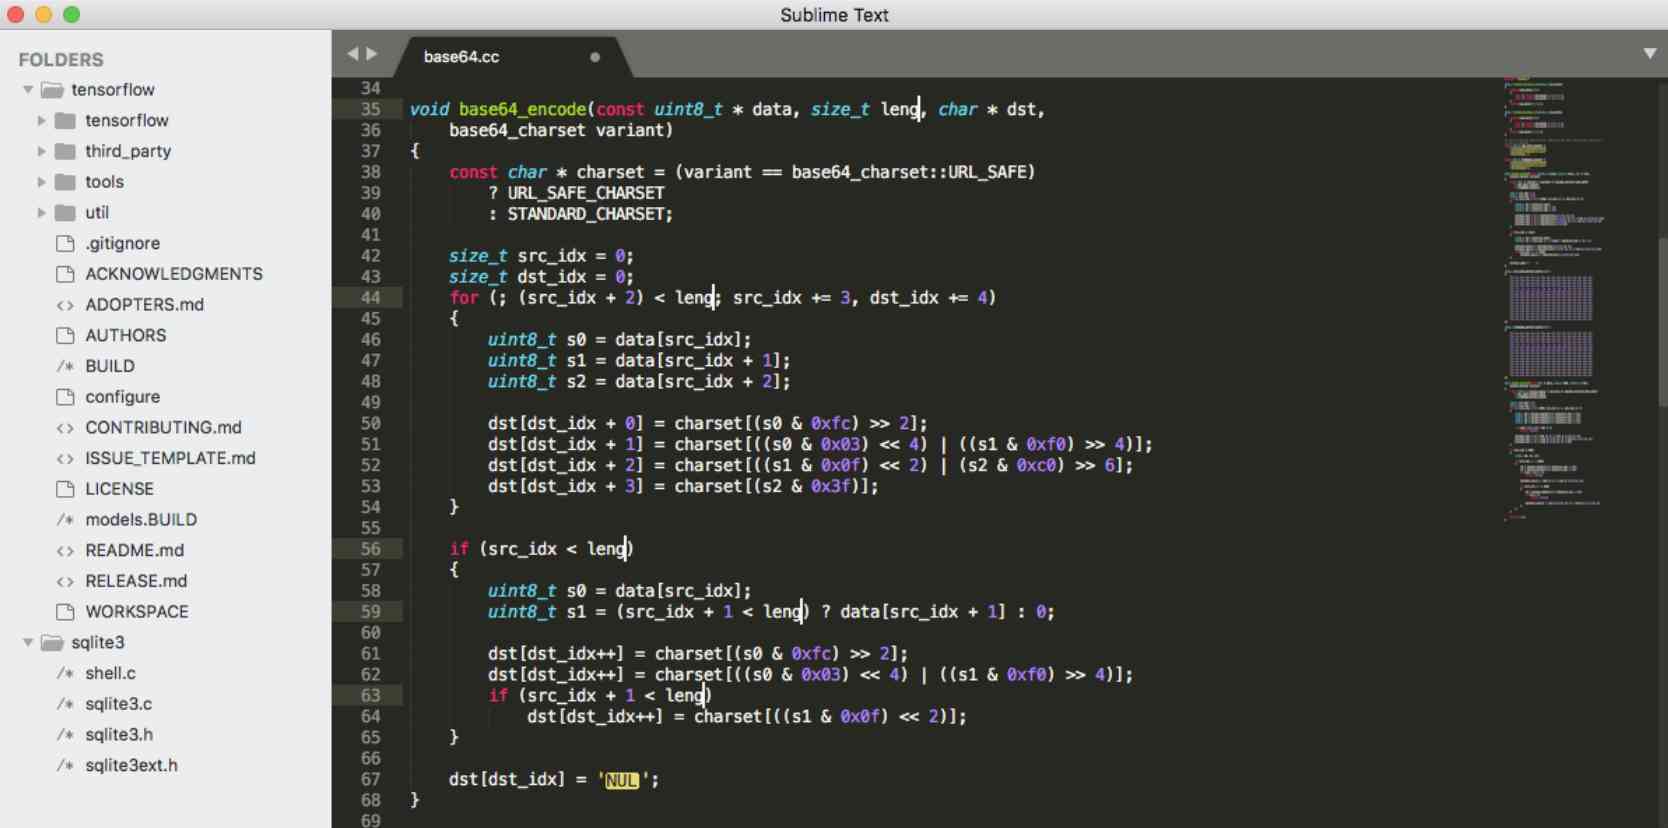 Sublime Text
FOLDERS
tensorflow
tensorflow
third_party
tools
util
.gitignore
ACKNOWLEDGMENTS
<> ADOPTERS.md
AUTHORS
/* BUILD
configure
<> CONTRIBUTING.md
<> ISSUE_TEMPLATE.md
LICENSE
/* models.BUILD
<> README.md
<> RELEASE.md
WORKSPACE
sqlite3
/* shell.c
/* sqlite3.c
/* sqlite3.h
/* sqlite3ext.h
base64.cc
34
35 void base64_encode(const uint8_t * data, size_t leng, char * dst,
36     base64_charset variant)
37 {
38     const char * charset = (variant == base64_charset::URL_SAFE)
39         ? URL_SAFE_CHARSET
40         : STANDARD_CHARSET;
41
42     size_t src_idx = 0;
43     size_t dst_idx = 0;
44     for (; (src_idx + 2) < leng; src_idx += 3, dst_idx += 4)
45     {
46         uint8_t s0 = data[src_idx];
47         uint8_t s1 = data[src_idx + 1];
48         uint8_t s2 = data[src_idx + 2];
49
50         dst[dst_idx + 0] = charset[(s0 & 0xfc) >> 2];
51         dst[dst_idx + 1] = charset[((s0 & 0x03) << 4) | ((s1 & 0xf0) >> 4)];
52         dst[dst_idx + 2] = charset[((s1 & 0x0f) << 2) | (s2 & 0xc0) >> 6];
53         dst[dst_idx + 3] = charset[(s2 & 0x3f)];
54     }
55
56     if (src_idx < leng)
57     {
58         uint8_t s0 = data[src_idx];
59         uint8_t s1 = (src_idx + 1 < leng) ? data[src_idx + 1] : 0;
60
61         dst[dst_idx++] = charset[(s0 & 0xfc) >> 2];
62         dst[dst_idx++] = charset[((s0 & 0x03) << 4) | ((s1 & 0xf0) >> 4)];
63         if (src_idx + 1 < leng)
64             dst[dst_idx++] = charset[((s1 & 0x0f) << 2)];
65     }
66
67     dst[dst_idx] = 'NUL';
68 }
69